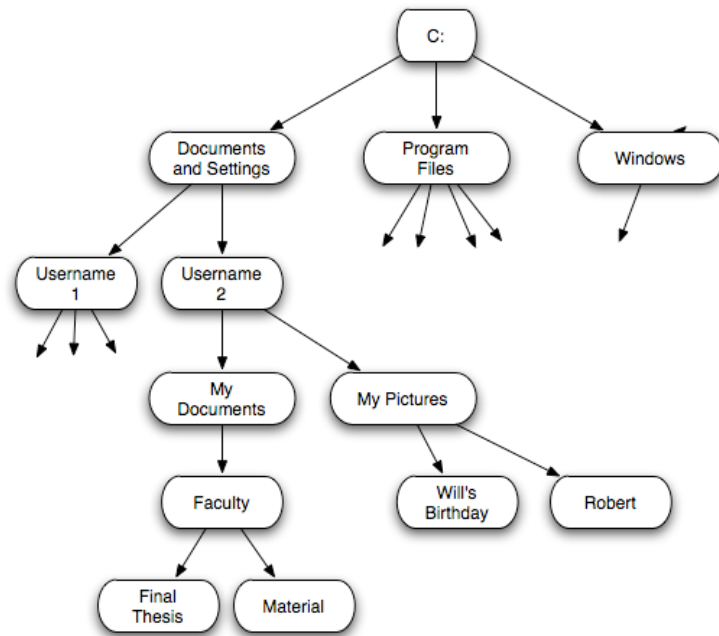 C:
Documents
and Settings
Program
Files
Windows
Username
1
Username
2
My
Documents
My Pictures
Faculty
Will's
Birthday
Robert
Final
Thesis
Material